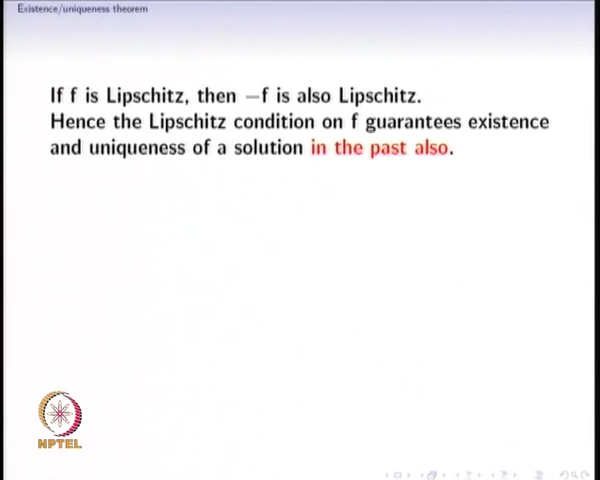 Existence/uniqueness theorem
If f is Lipschitz, then −f is also Lipschitz.
Hence the Lipschitz condition on f guarantees existence
and uniqueness of a solution in the past also.
NPTEL